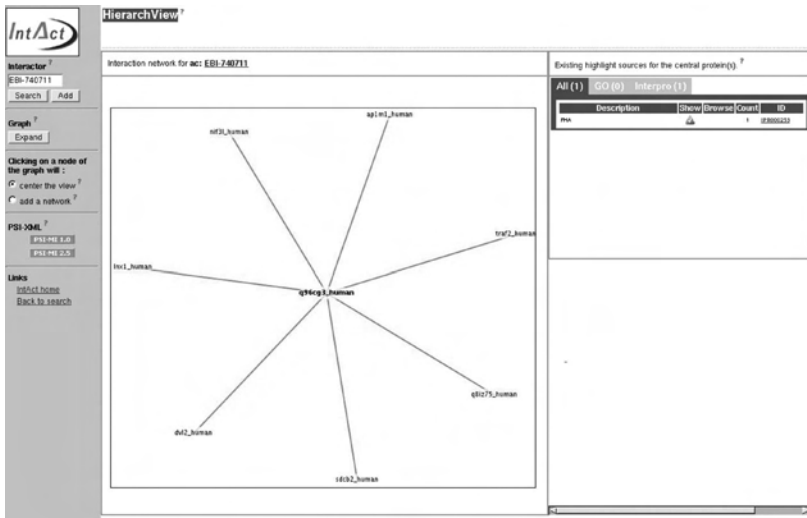 HierarchView ?
IntAct
Interactor ?
EBI-740711
Search Add
Graph ?
Expand
Clicking on a node of
the graph will :
center the view ?
add a network ?
PSI-XML ?
PSI-MI 1.0
PSI-MI 2.5
Links
IntAct home
Back to search
Interaction network for ac: EBI-740711
ap1m1_human
nif3l_human
traf2_human
lnx1_human
q96cg3_human
q8iz75_human
dvl2_human
sdcb2_human
Existing highlight sources for the central protein(s). ?
All (1) GO (0) Interpro (1)
Description Show Browse Count ID
FHA 1 IPR000253